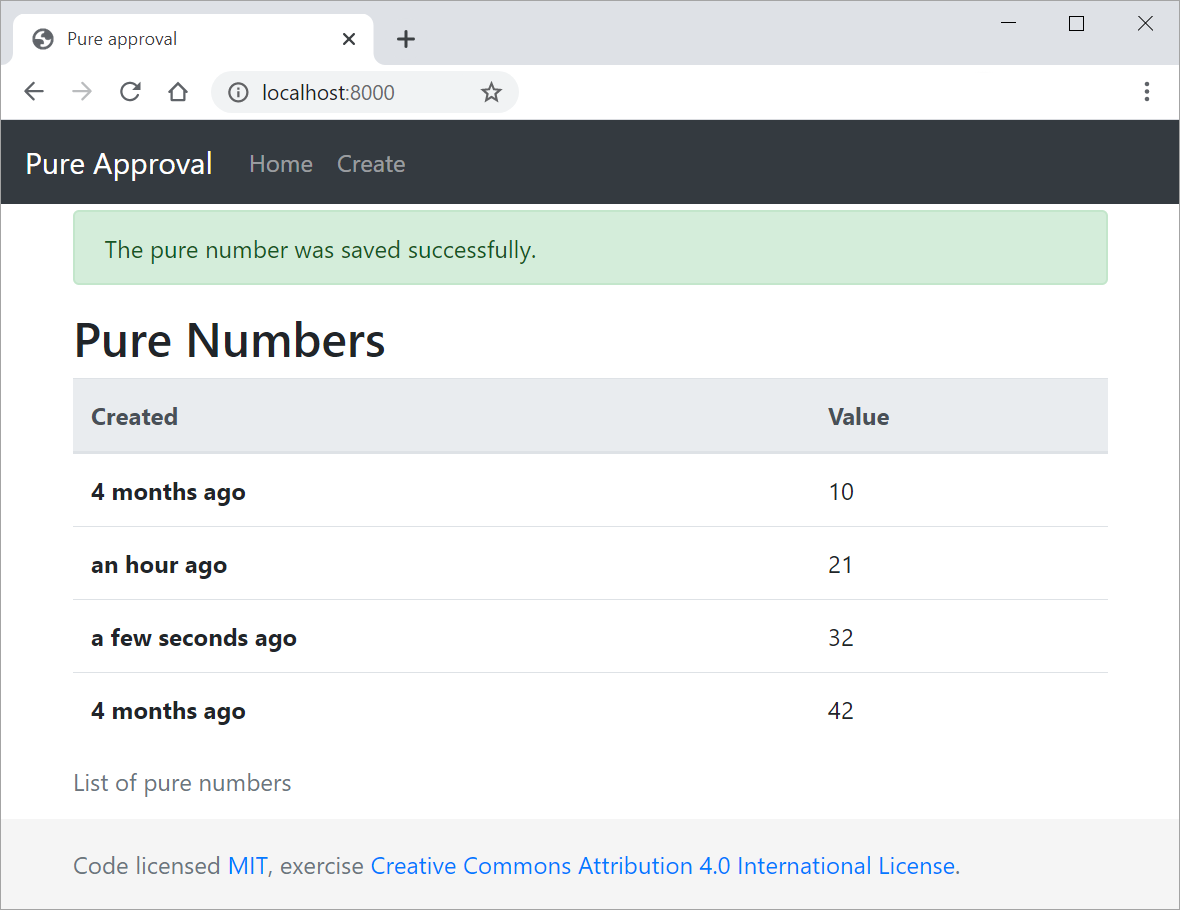 Pure approval
localhost:8000
Pure Approval Home Create
The pure number was saved successfully.
Pure Numbers
Created Value
4 months ago 10
an hour ago 21
a few seconds ago 32
4 months ago 42
List of pure numbers
Code licensed MIT, exercise Creative Commons Attribution 4.0 International License.